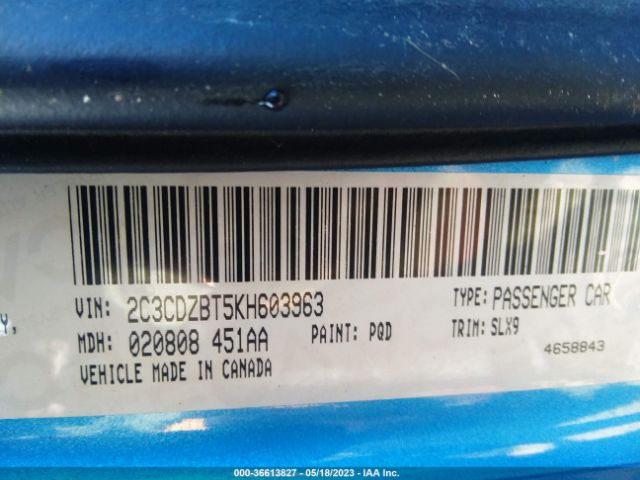 VIN: 2C3CDZBT5KH603963 TYPE: PASSENGER CAR
Y, MDH: 020808 451AA PAINT: PQD TRIM: SLX9
VEHICLE MADE IN CANADA 4658843
000-36613827 - 05/18/2023 - IAA Inc.